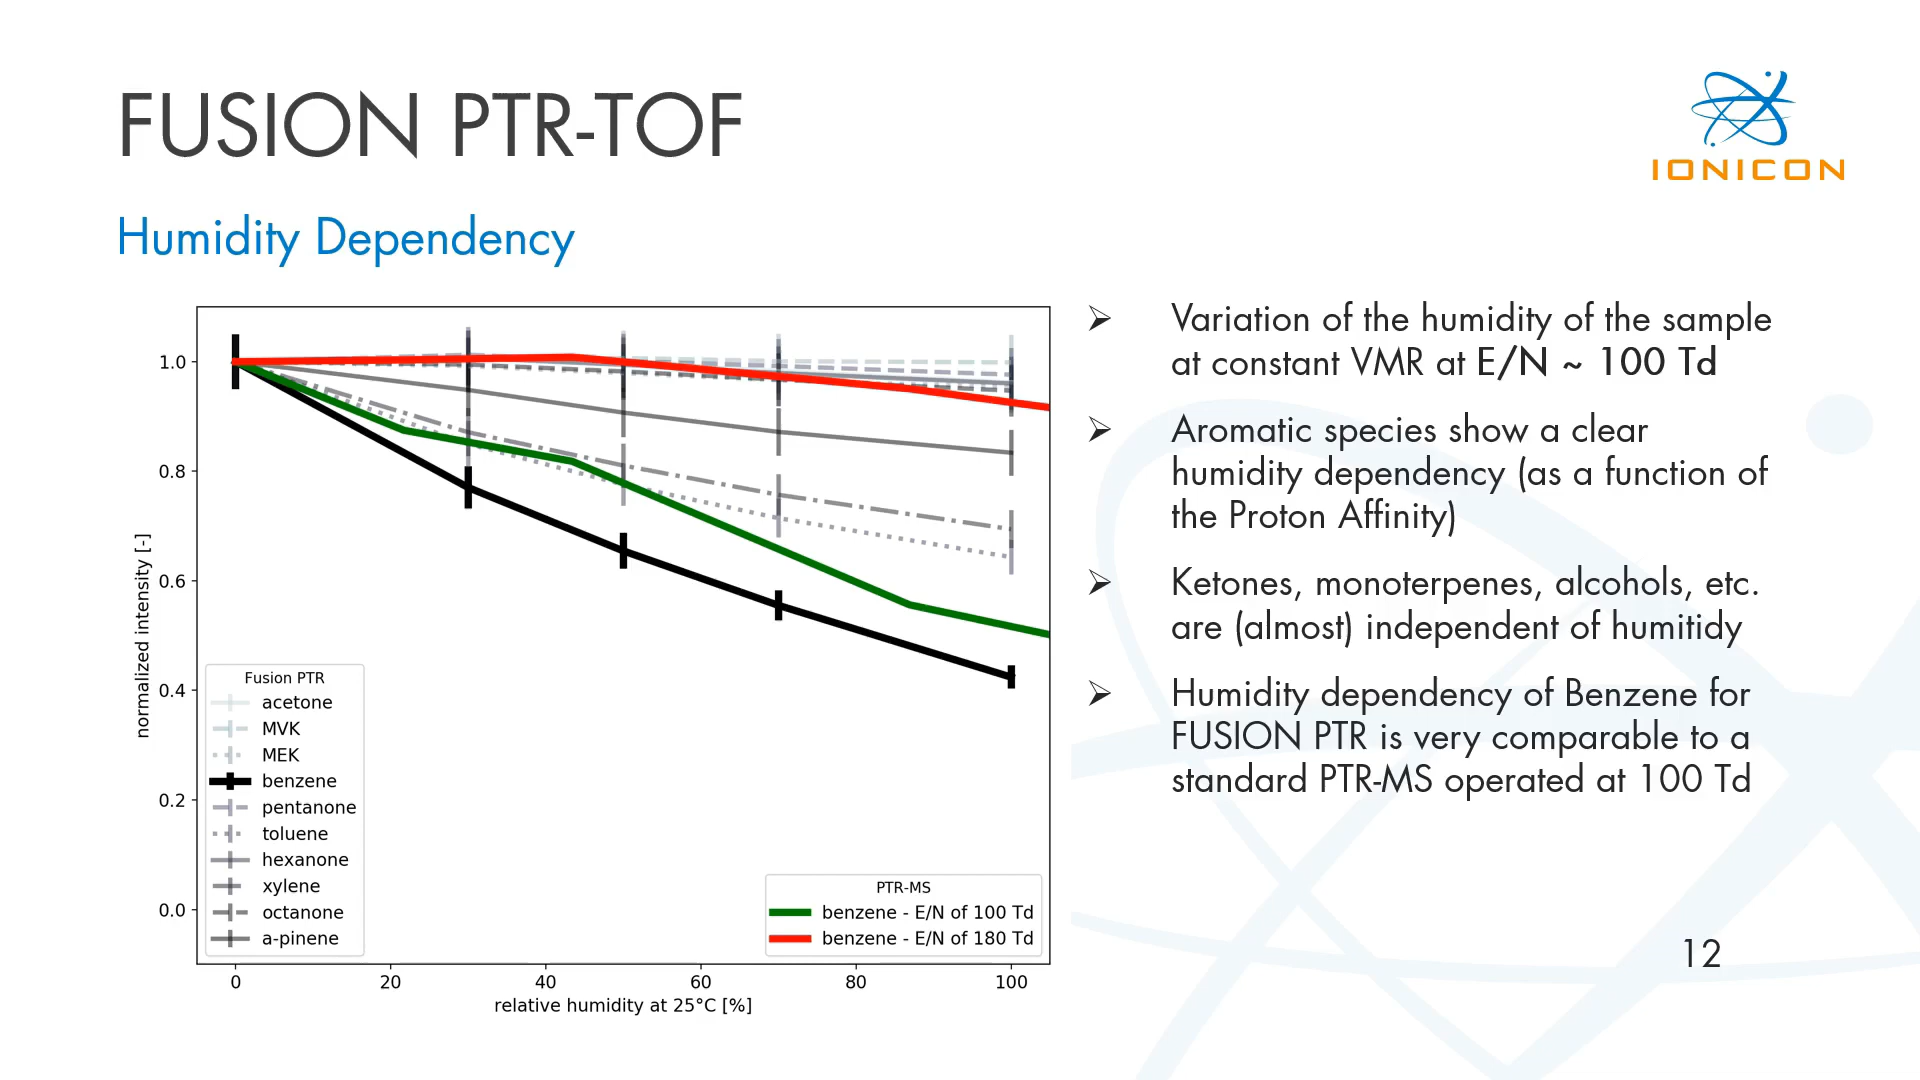 FUSION PTR-TOF
IONICON
Humidity Dependency
normalized intensity [-]
1.0
0.8
0.6
0.4
0.2
0.0
Fusion PTR
acetone
MVK
MEK
benzene
pentanone
toluene
hexanone
xylene
octanone
a-pinene
PTR-MS
benzene - E/N of 100 Td
benzene - E/N of 180 Td
0 20 40 60 80 100
relative humidity at 25°C [%]
➢ Variation of the humidity of the sample
at constant VMR at E/N ~ 100 Td
➢ Aromatic species show a clear
humidity dependency (as a function of
the Proton Affinity)
➢ Ketones, monoterpenes, alcohols, etc.
are (almost) independent of humitidy
➢ Humidity dependency of Benzene for
FUSION PTR is very comparable to a
standard PTR-MS operated at 100 Td
12